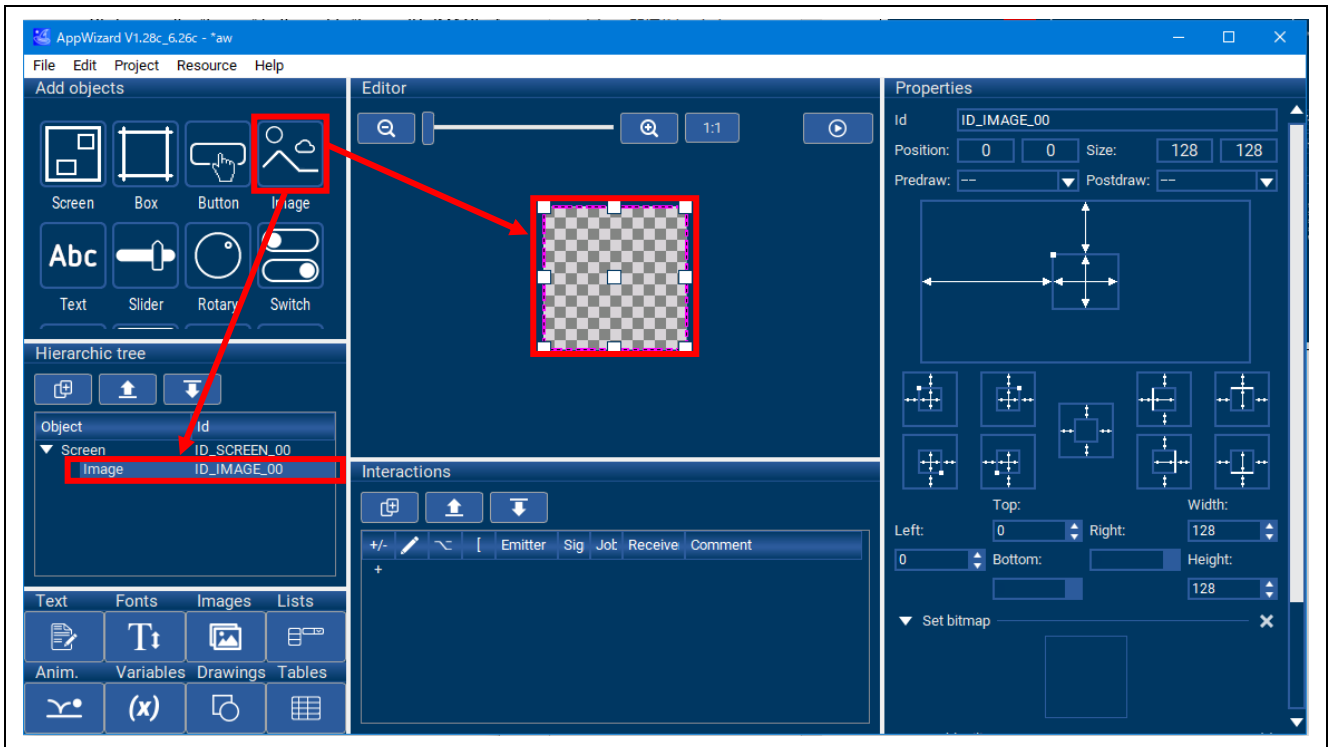 AppWizard V1.28c_6.26c - *aw
File Edit Project Resource Help
Add objects
Screen Box Button Image
Abc
Text Slider Rotary Switch
Hierarchic tree
Object Id
Screen ID_SCREEN_00
Image ID_IMAGE_00
Text Fonts Images Lists
Anim. Variables Drawings Tables
(x)
Editor
1:1
Interactions
+/- [ Emitter Sig Job Receive Comment
+
Properties
Id ID_IMAGE_00
Position: 0 0 Size: 128 128
Predraw: -- Postdraw: --
Top: Width:
Left: 0 Right: 128
0 Bottom: Height:
128
Set bitmap